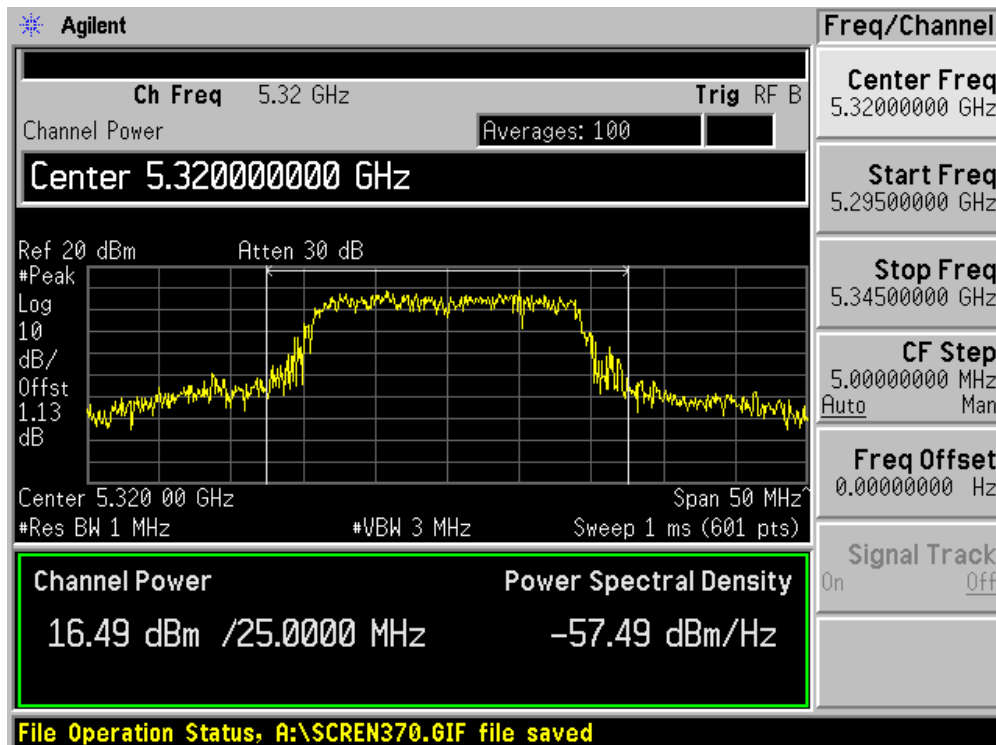 Agilent
Freq/Channel
Ch Freq 5.32 GHz Trig RF B
Channel Power Averages: 100
Center 5.320000000 GHz
Ref 20 dBm Atten 30 dB
#Peak
Log
10
dB/
Offst
1.13
dB
Center 5.320 00 GHz Span 50 MHz^
#Res BW 1 MHz #VBW 3 MHz Sweep 1 ms (601 pts)
Channel Power Power Spectral Density
16.49 dBm /25.0000 MHz -57.49 dBm/Hz
File Operation Status, A:\SCREN370.GIF file saved
Center Freq
5.32000000 GHz
Start Freq
5.29500000 GHz
Stop Freq
5.34500000 GHz
CF Step
5.00000000 MHz
Auto Man
Freq Offset
0.00000000 Hz
Signal Track
On Off